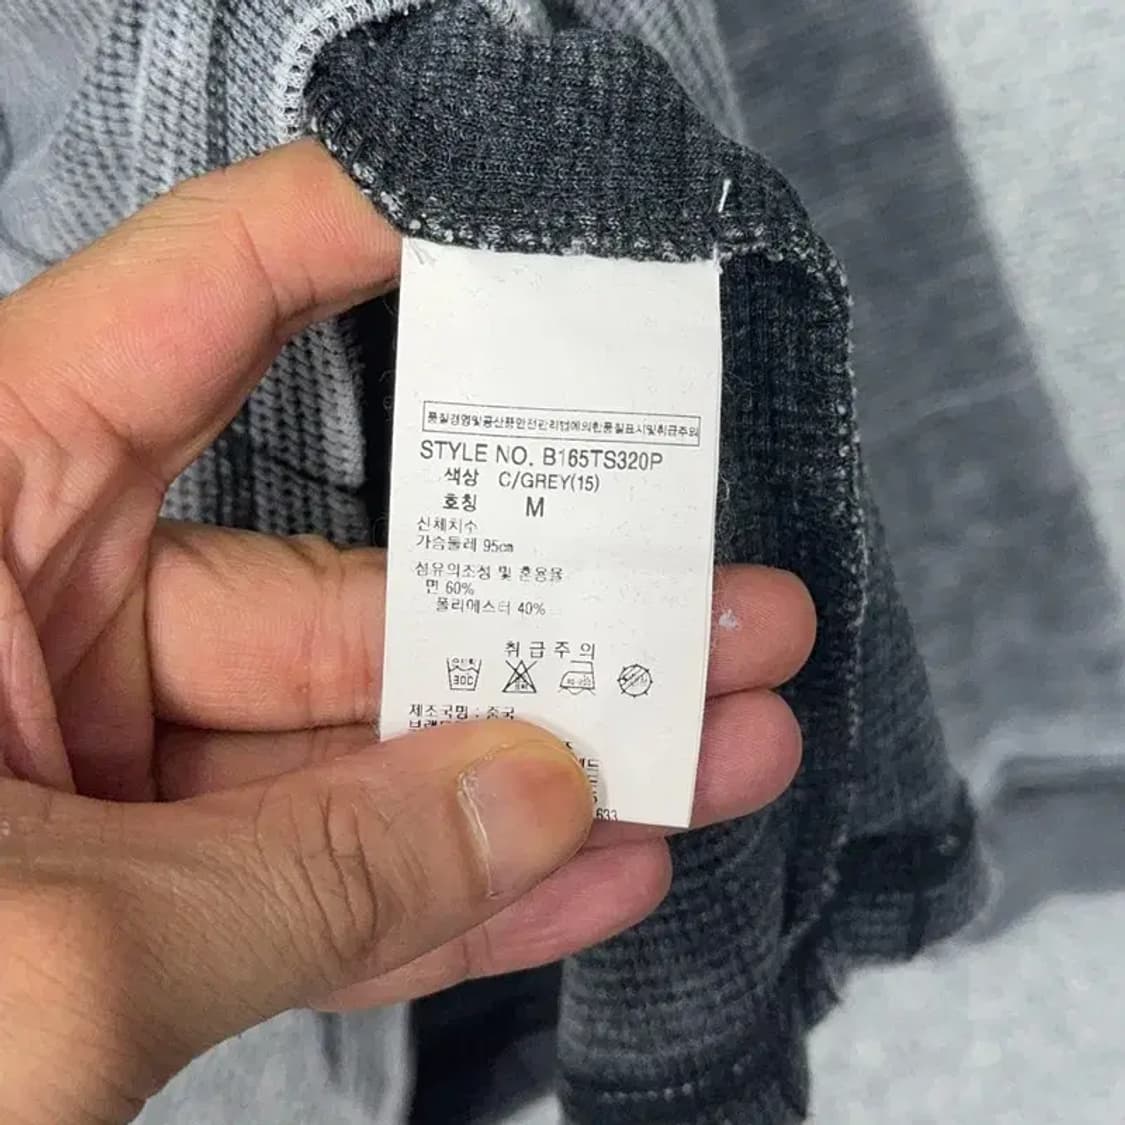 품질경영및공산품안전관리법에의한품질표시및취급주의
STYLE NO. B165TS320P
색상 C/GREY(15)
호칭 M
신체치수
가슴둘레 95cm
섬유의조성 및 혼용율
면 60%
폴리에스터 40%
취급주의
제조국명 : 중국
633